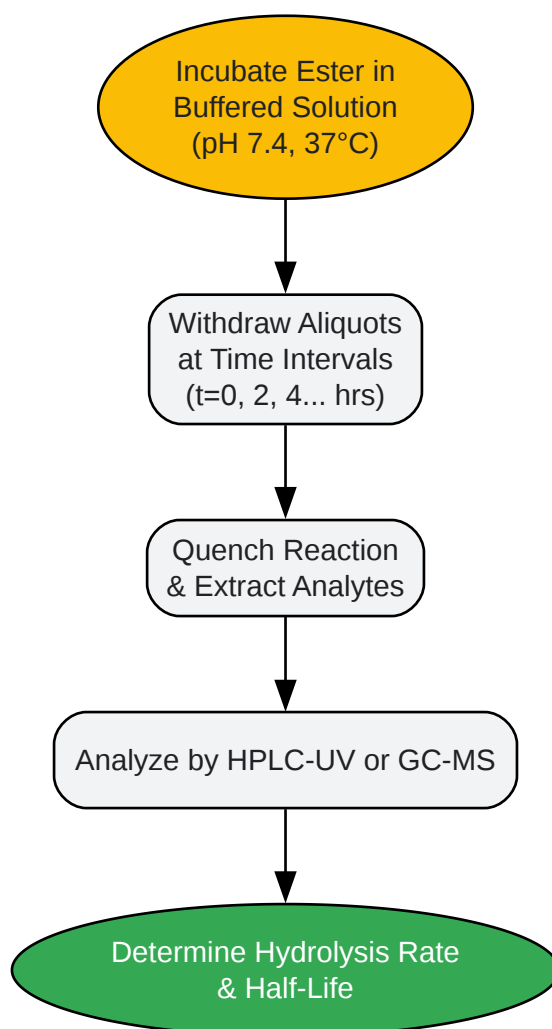 Incubate Ester in
Buffered Solution
(pH 7.4, 37°C)
Withdraw Aliquots
at Time Intervals
(t=0, 2, 4... hrs)
Quench Reaction
& Extract Analytes
Analyze by HPLC-UV or GC-MS
Determine Hydrolysis Rate
& Half-Life